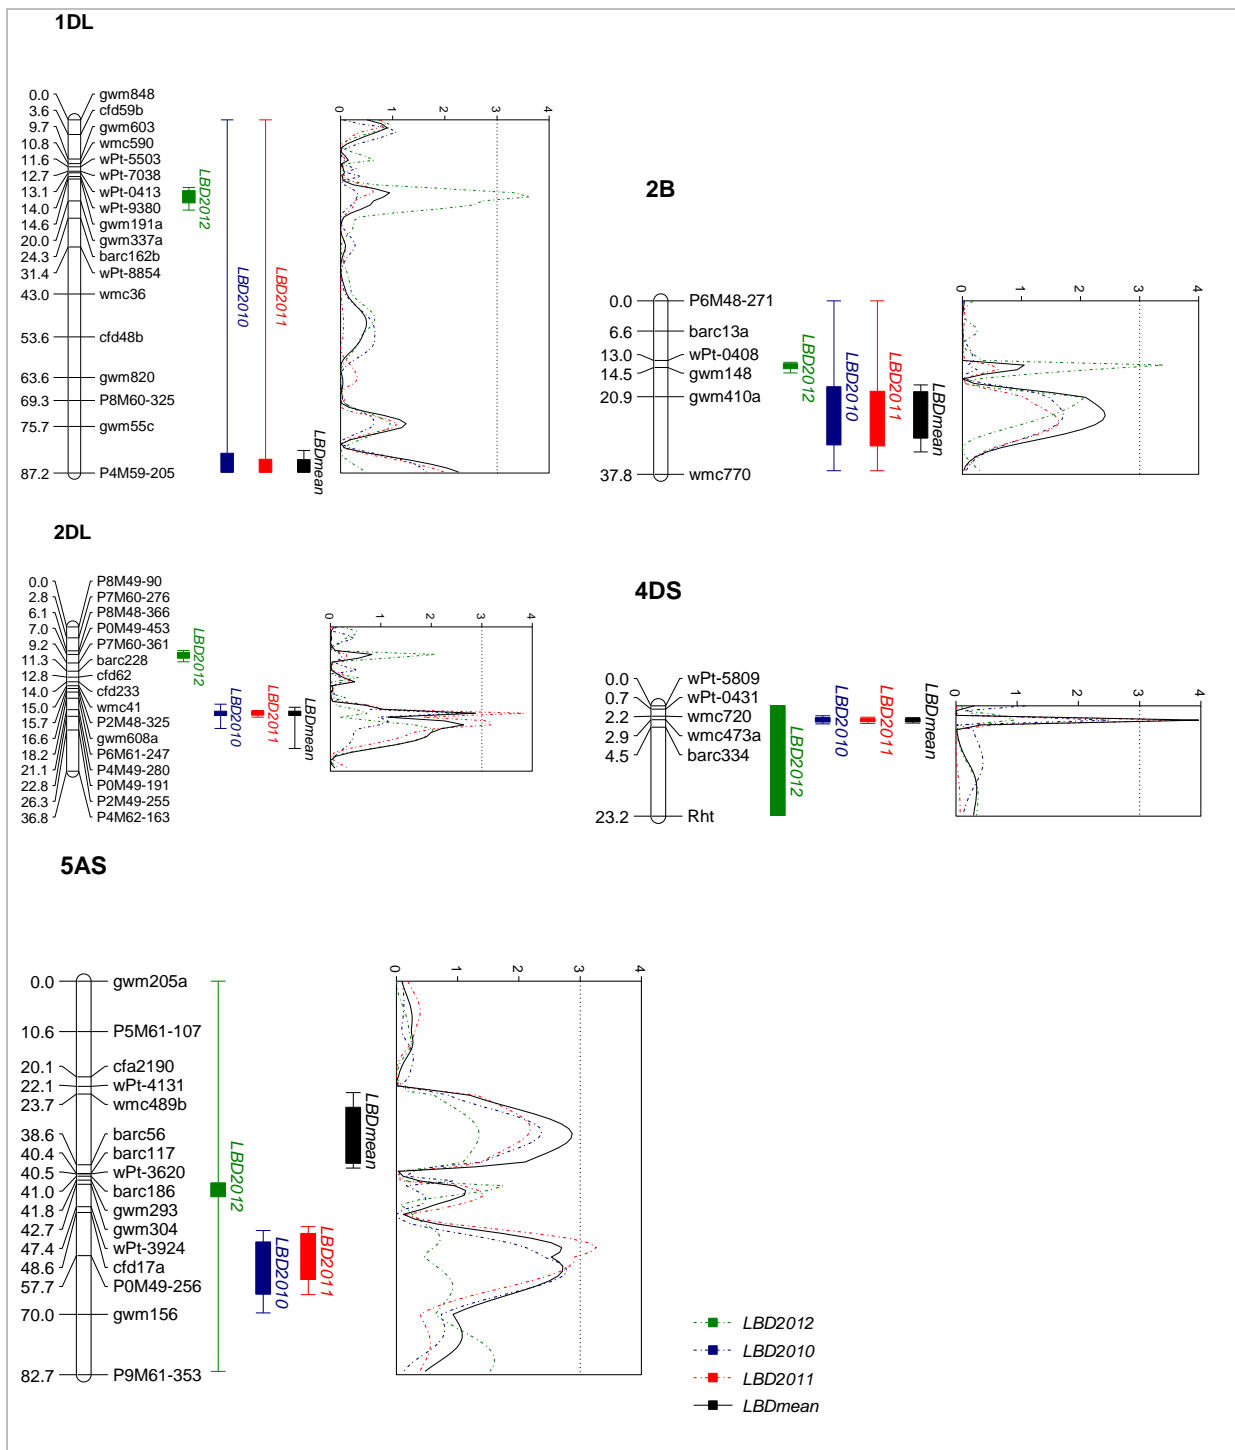 1DL
0.0 gwm848
3.6 cfd59b
9.7 gwm603
10.8 wmc590
11.6 wPt-5503
12.7 wPt-7038
13.1 wPt-0413
14.0 wPt-9380
14.6 gwm191a
20.0 gwm337a
24.3 barc162b
31.4 wPt-8854
43.0 wmc36
53.6 cfd48b
63.6 gwm820
69.3 P8M60-325
75.7 gwm55c
87.2 P4M59-205
LBD2012
LBD2010
LBD2011
LBDmean
0 1 2 3 4
2B
0.0 P6M48-271
6.6 barc13a
13.0 wPt-0408
14.5 gwm148
20.9 gwm410a
37.8 wmc770
LBD2012
LBD2010
LBD2011
LBDmean
0 1 2 3 4
2DL
0.0 P8M49-90
2.8 P7M60-276
6.1 P8M48-366
7.0 P0M49-453
9.2 P7M60-361
11.3 barc228
12.8 cfd62
14.0 cfd233
15.0 wmc41
15.7 P2M48-325
16.6 gwm608a
18.2 P6M61-247
21.1 P4M49-280
22.8 P0M49-191
26.3 P2M49-255
36.8 P4M62-163
LBD2012
LBD2010
LBD2011
LBDmean
0 1 2 3 4
4DS
0.0 wPt-5809
0.7 wPt-0431
2.2 wmc720
2.9 wmc473a
4.5 barc334
23.2 Rht
LBD2012
LBD2010
LBD2011
LBDmean
0 1 2 3 4
5AS
0.0 gwm205a
10.6 P5M61-107
20.1 cfa2190
22.1 wPt-4131
23.7 wmc489b
38.6 barc56
40.4 barc117
40.5 wPt-3620
41.0 barc186
41.8 gwm293
42.7 gwm304
47.4 wPt-3924
48.6 cfd17a
57.7 P0M49-256
70.0 gwm156
82.7 P9M61-353
LBD2012
LBD2010
LBD2011
LBDmean
0 1 2 3 4
LBD2012
LBD2010
LBD2011
LBDmean